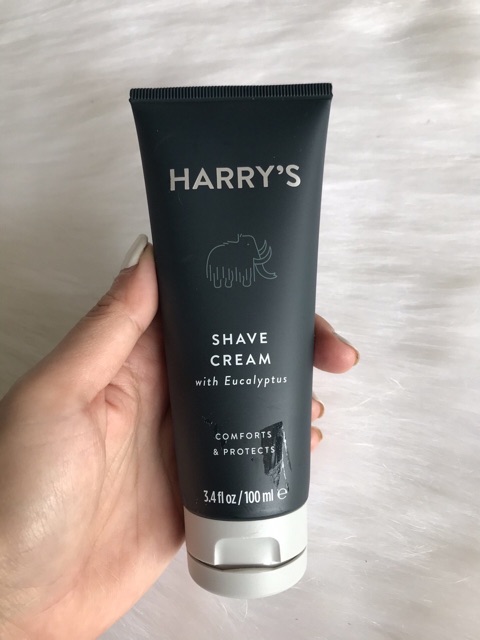 HARRY'S
SHAVE
CREAM
with Eucalyptus
COMFORTS
& PROTECTS
3.4 fl oz / 100 ml ℮